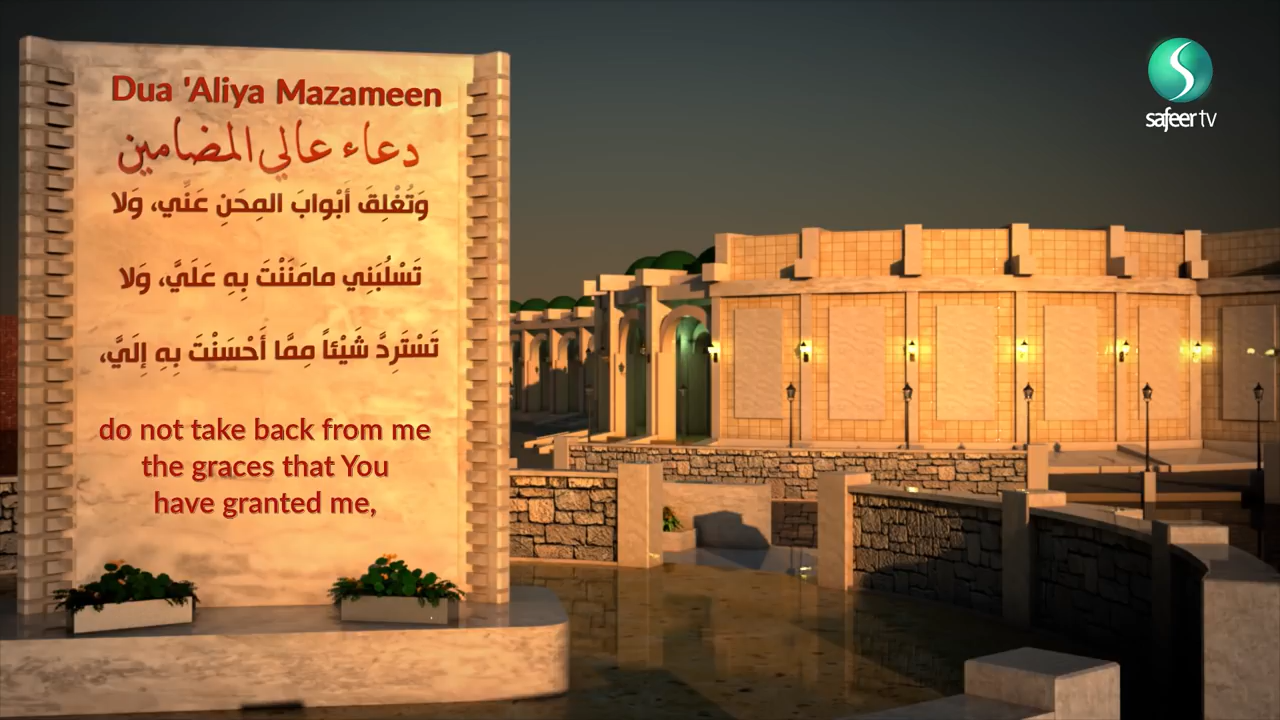 Dua 'Aliya Mazameen
دعاء عالي المضامين
وَتُغْلِقَ أَبْوابَ المِحَنِ عَنِّي، وَلا
تَسْلُبَنِي مامَنَنْتَ بِهِ عَلَيَّ، وَلا
تَسْتَرِدَّ شَيْئاً مِمَّا أَحْسَنْتَ بِهِ إِلَيَّ،
do not take back from me
the graces that You
have granted me,
safeer tv